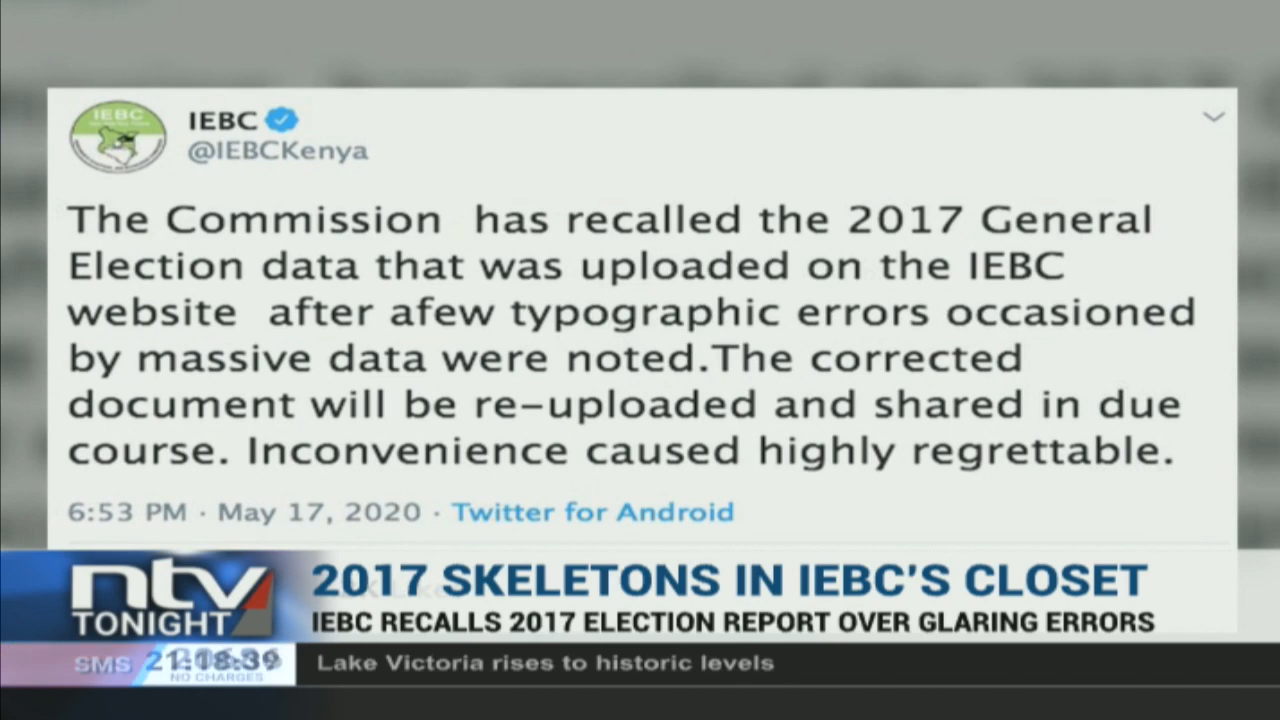 IEBC
IEBC
@IEBCKenya
The Commission has recalled the 2017 General
Election data that was uploaded on the IEBC
website after afew typographic errors occasioned
by massive data were noted.The corrected
document will be re-uploaded and shared in due
course. Inconvenience caused highly regrettable.
6:53 PM · May 17, 2020 · Twitter for Android
ntv
TONIGHT
2017 SKELETONS IN IEBC'S CLOSET
IEBC RECALLS 2017 ELECTION REPORT OVER GLARING ERRORS
SMS
21:18:39
NO CHARGES
Lake Victoria rises to historic levels